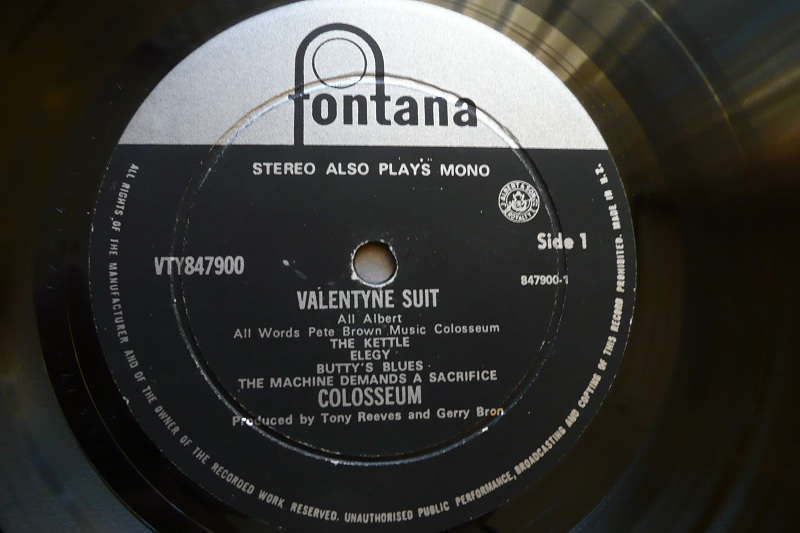 fontana
STEREO ALSO PLAYS MONO
J. ALBERT & SON
ROYALTY
Side 1
VTY847900
847900-1
VALENTYNE SUIT
All Albert
All Words Pete Brown Music Colosseum
THE KETTLE
ELEGY
BUTTY'S BLUES
THE MACHINE DEMANDS A SACRIFICE
COLOSSEUM
Produced by Tony Reeves and Gerry Bron
ALL RIGHTS OF THE MANUFACTURER AND OF THE OWNER OF THE RECORDED WORK RESERVED. UNAUTHORISED PUBLIC PERFORMANCE, BROADCASTING AND COPYING OF THIS RECORD PROHIBITED. MADE IN N.Z.